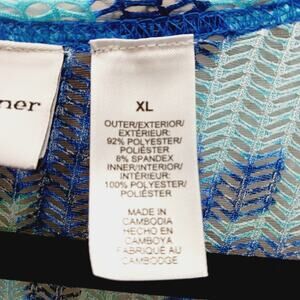 ner
XL
OUTER/EXTERIOR/
EXTÉRIEUR:
92% POLYESTER/
POLIÉSTER
8% SPANDEX
INNER/INTERIOR/
INTÉRIEUR:
100% POLYESTER/
POLIÉSTER
MADE IN
CAMBODIA
HECHO EN
CAMBOYA
FABRIQUÉ AU
CAMBODGE